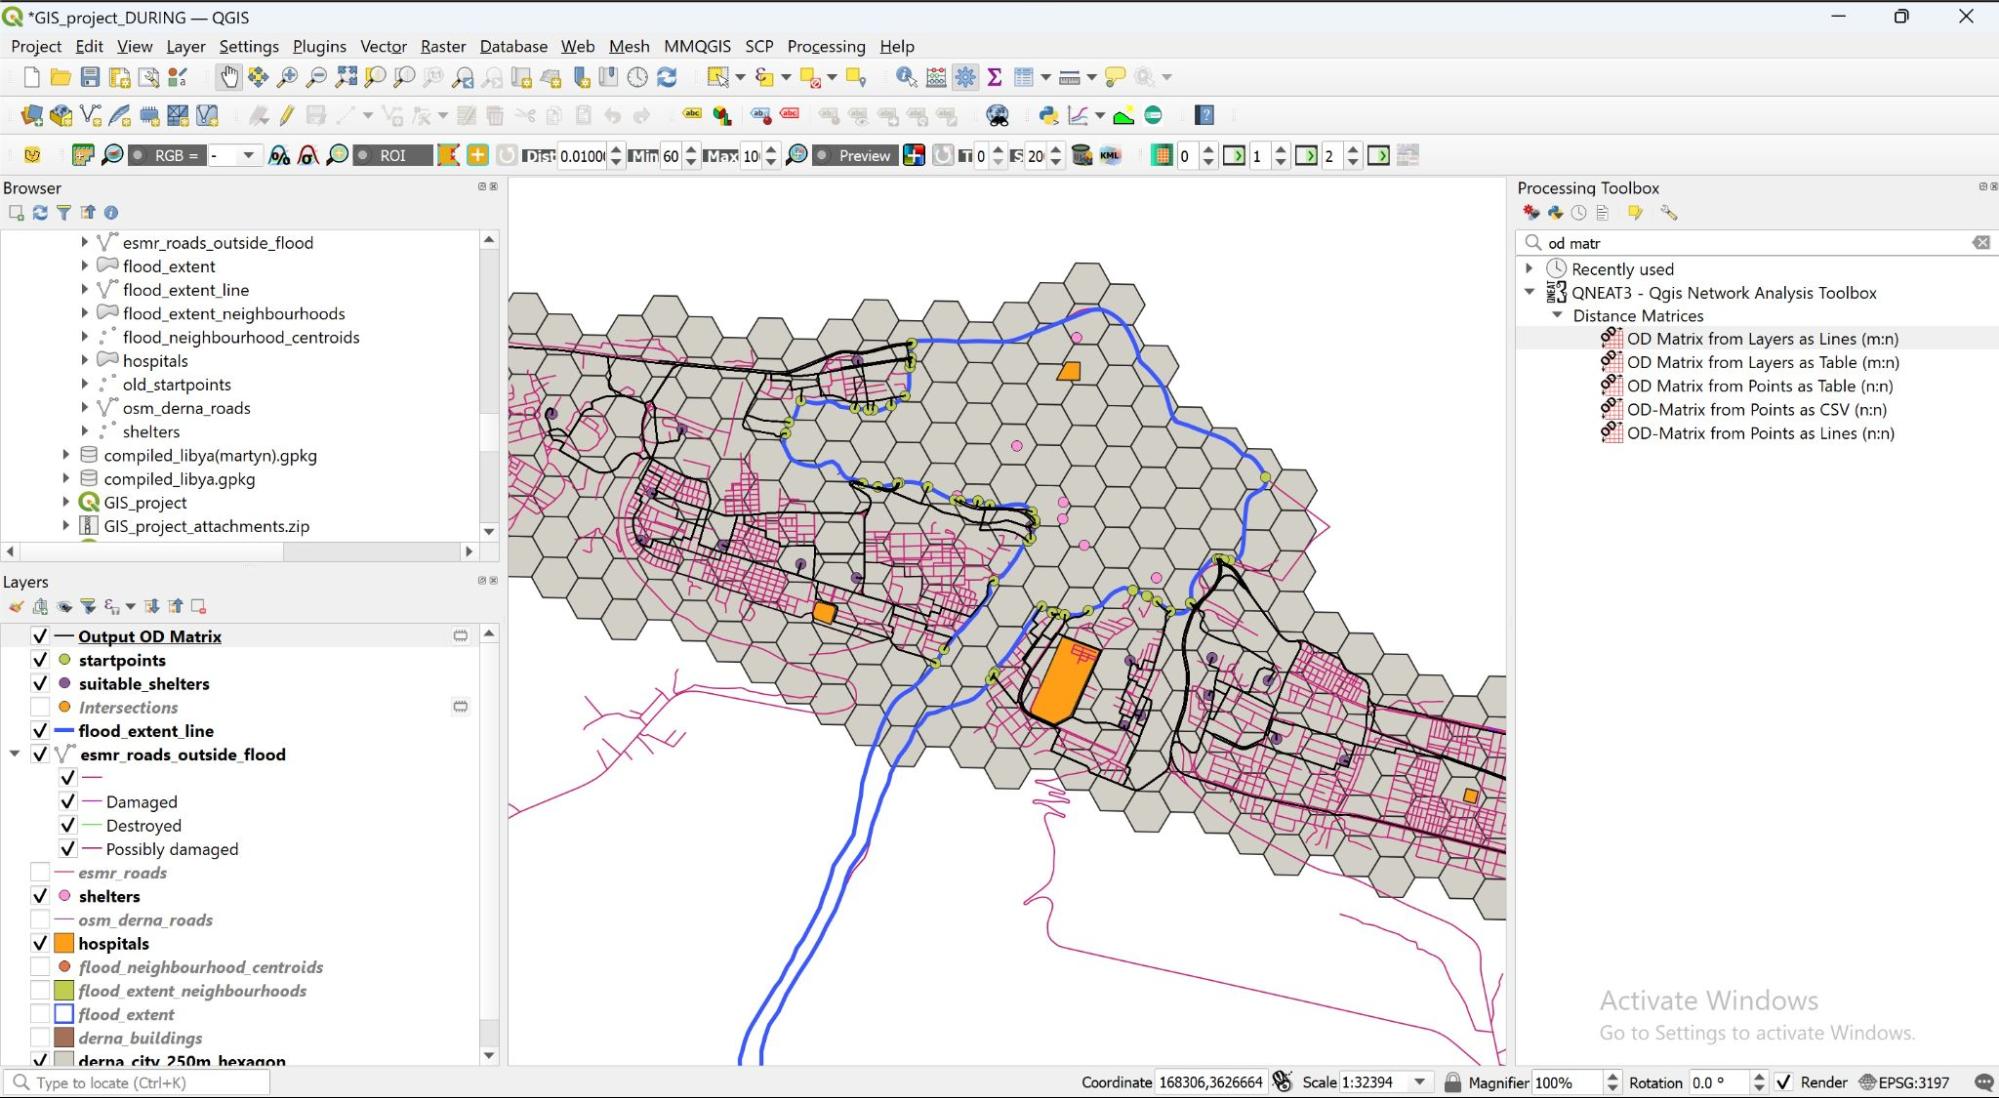 *GIS_project_DURING — QGIS
Project Edit View Layer Settings Plugins Vector Raster Database Web Mesh MMQGIS SCP Processing Help
RGB = - ROI Dist 0.0100 Min 60 Max 10 Preview T 0 S 20 KML 0 1 2
Browser
esmr_roads_outside_flood
flood_extent
flood_extent_line
flood_extent_neighbourhoods
flood_neighbourhood_centroids
hospitals
old_startpoints
osm_derna_roads
shelters
compiled_libya(martyn).gpkg
compiled_libya.gpkg
GIS_project
GIS_project_attachments.zip
Layers
Output OD Matrix
startpoints
suitable_shelters
Intersections
flood_extent_line
esmr_roads_outside_flood
Damaged
Destroyed
Possibly damaged
esmr_roads
shelters
osm_derna_roads
hospitals
flood_neighbourhood_centroids
flood_extent_neighbourhoods
flood_extent
derna_buildings
derna_city_250m_hexagon
Processing Toolbox
od matr
Recently used
QNEAT3 - Qgis Network Analysis Toolbox
Distance Matrices
OD Matrix from Layers as Lines (m:n)
OD Matrix from Layers as Table (m:n)
OD Matrix from Points as Table (n:n)
OD-Matrix from Points as CSV (n:n)
OD-Matrix from Points as Lines (n:n)
Activate Windows
Go to Settings to activate Windows.
Type to locate (Ctrl+K)
Coordinate 168306,3626664 Scale 1:32394 Magnifier 100% Rotation 0.0 ° Render EPSG:3197